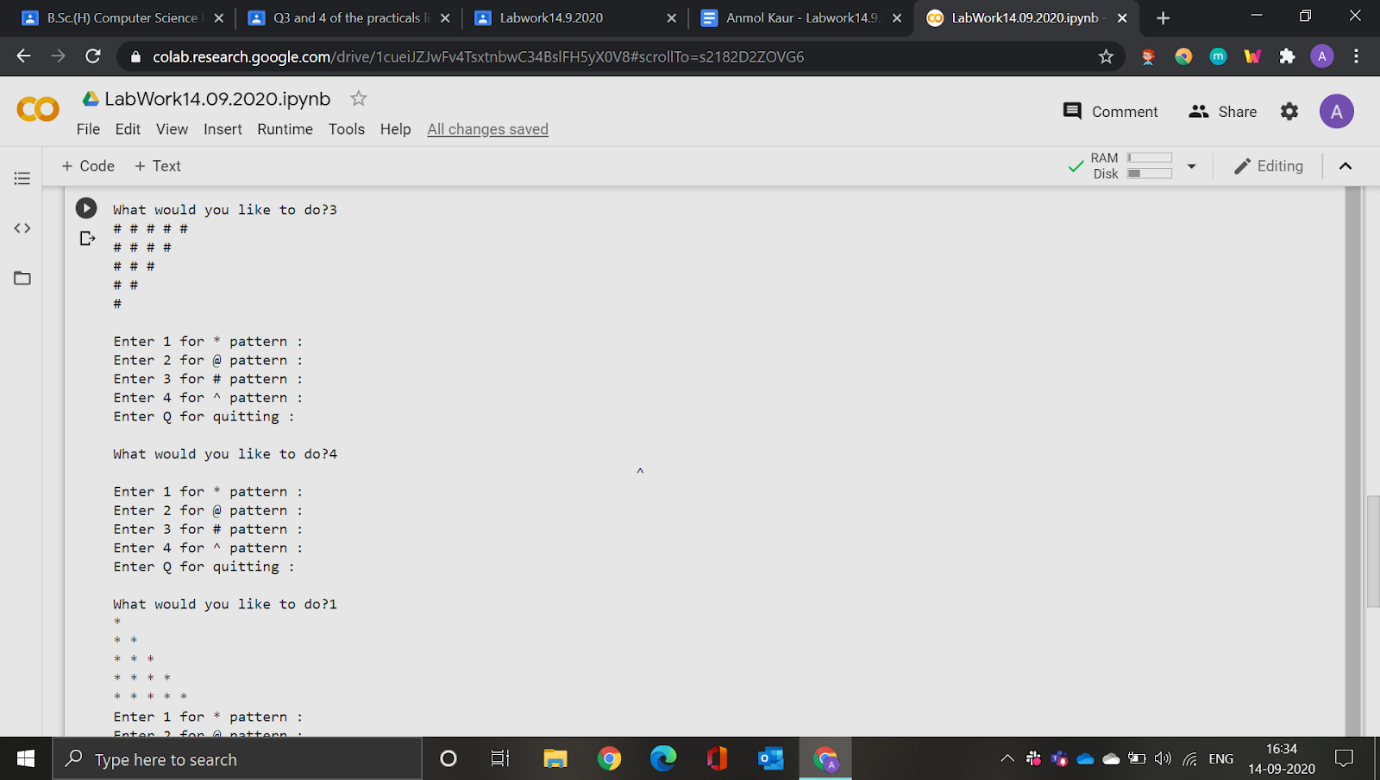 B.Sc.(H) Computer Science
Q3 and 4 of the practicals li
Labwork14.9.2020
Anmol Kaur - Labwork14.9.
LabWork14.09.2020.ipynb -
colab.research.google.com/drive/1cueiJZJwFv4TsxtnbwC34BslFH5yX0V8#scrollTo=s2182D2ZOVG6
LabWork14.09.2020.ipynb
File Edit View Insert Runtime Tools Help All changes saved
Comment Share A
+ Code + Text
RAM
Disk
Editing
What would you like to do?3
# # # # #
# # # #
# # #
# #
#
Enter 1 for * pattern :
Enter 2 for @ pattern :
Enter 3 for # pattern :
Enter 4 for ^ pattern :
Enter Q for quitting :
What would you like to do?4
^
Enter 1 for * pattern :
Enter 2 for @ pattern :
Enter 3 for # pattern :
Enter 4 for ^ pattern :
Enter Q for quitting :
What would you like to do?1
*
* *
* * *
* * * *
* * * * *
Enter 1 for * pattern :
Enter 2 for @ pattern :
Type here to search
ENG
16:34
14-09-2020